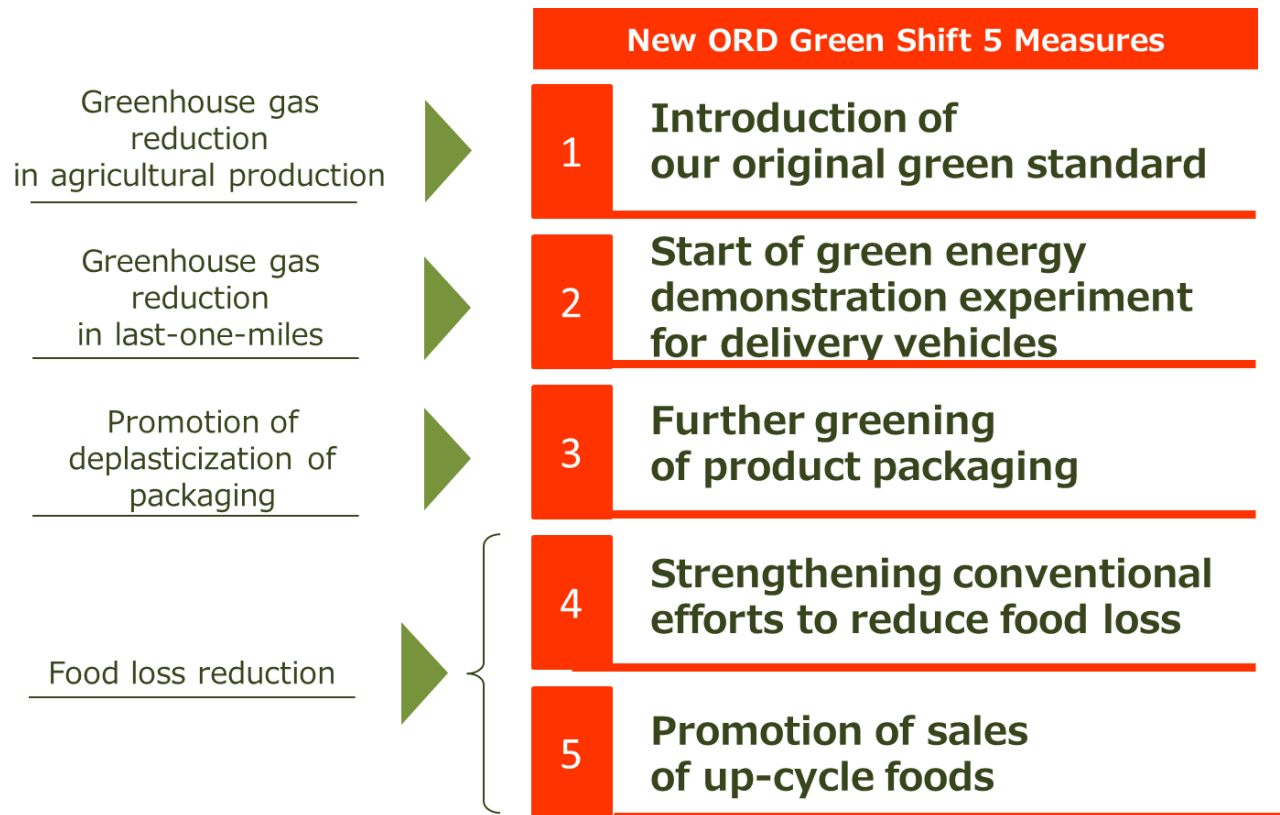 New ORD Green Shift 5 Measures
Greenhouse gas
reduction
in agricultural production
1
Introduction of
our original green standard
Greenhouse gas
reduction
in last-one-miles
2
Start of green energy
demonstration experiment
for delivery vehicles
Promotion of
deplasticization of
packaging
3
Further greening
of product packaging
Food loss reduction
4
Strengthening conventional
efforts to reduce food loss
5
Promotion of sales
of up-cycle foods